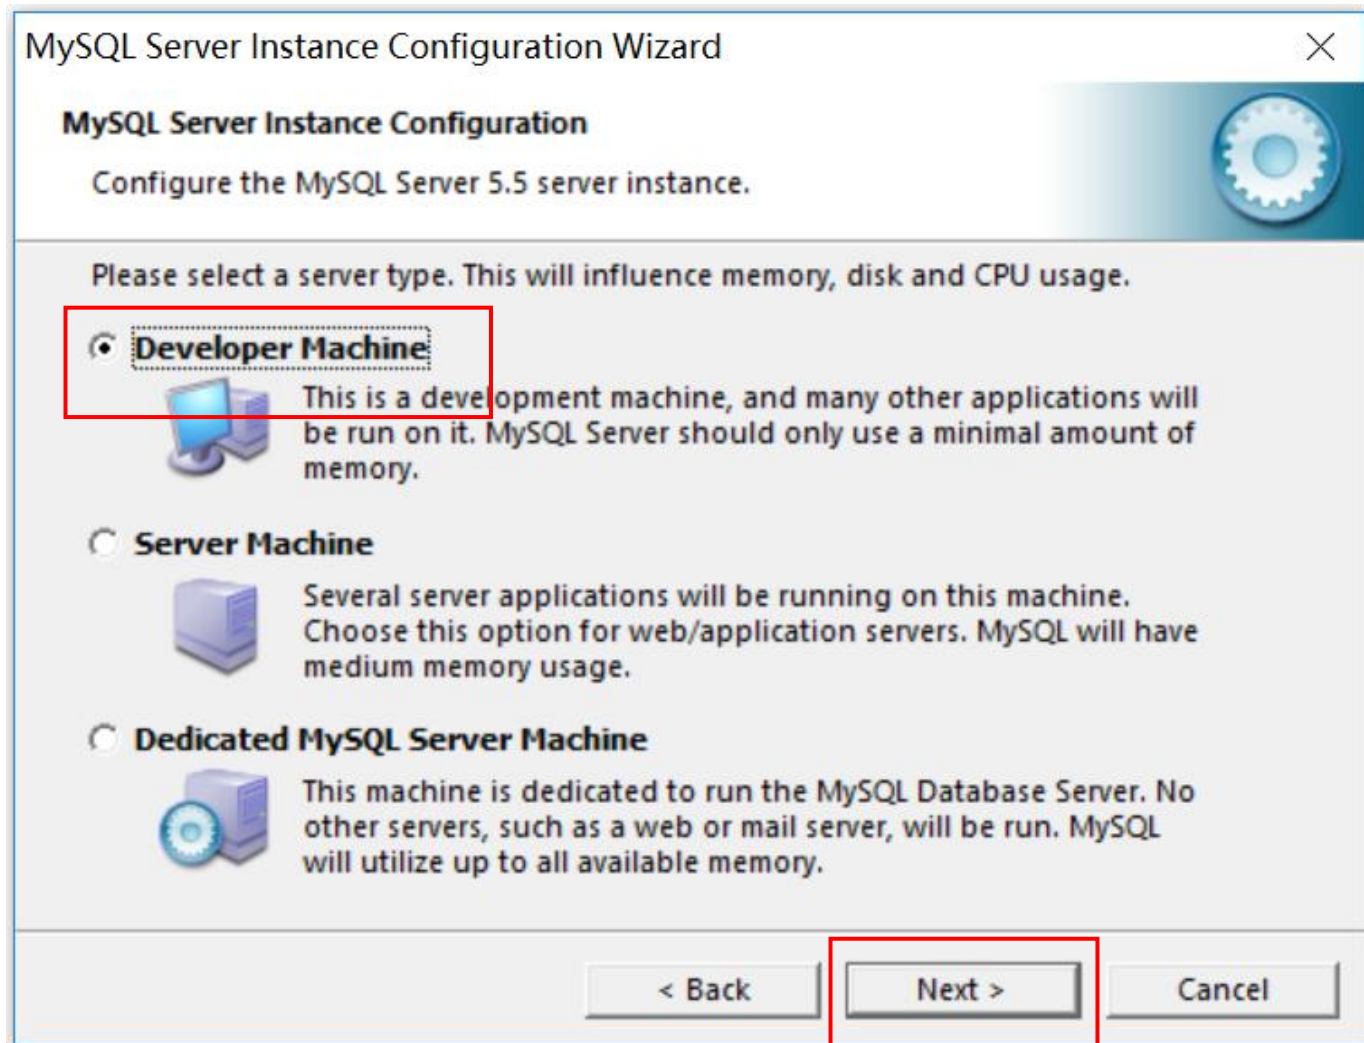 MySQL Server Instance Configuration Wizard
MySQL Server Instance Configuration
Configure the MySQL Server 5.5 server instance.
Please select a server type. This will influence memory, disk and CPU usage.
Developer Machine
This is a development machine, and many other applications will
be run on it. MySQL Server should only use a minimal amount of
memory.
Server Machine
Several server applications will be running on this machine.
Choose this option for web/application servers. MySQL will have
medium memory usage.
Dedicated MySQL Server Machine
This machine is dedicated to run the MySQL Database Server. No
other servers, such as a web or mail server, will be run. MySQL
will utilize up to all available memory.
< Back Next > Cancel